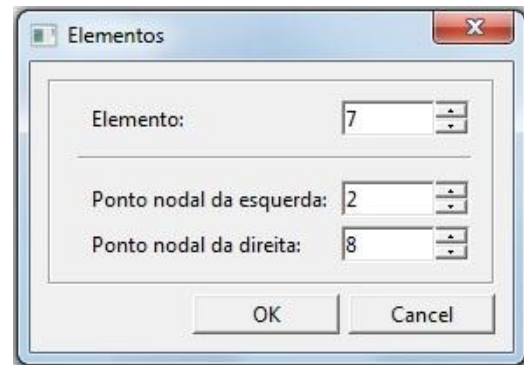 Elementos
Elemento: 7
Ponto nodal da esquerda: 2
Ponto nodal da direita: 8
OK Cancel